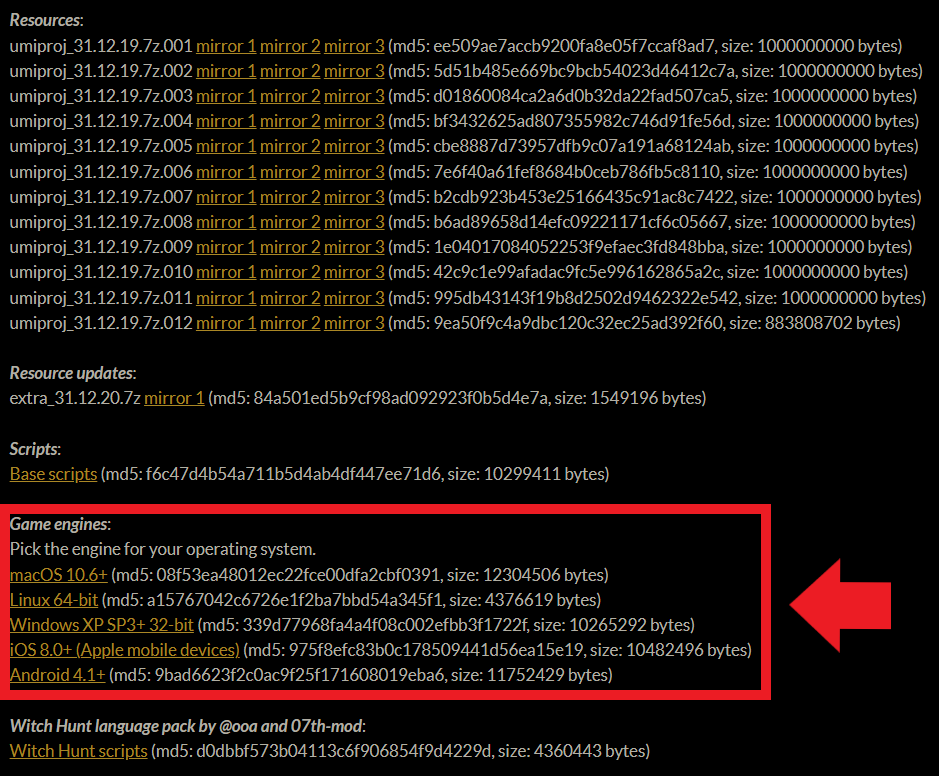 Resources:
umiproj_31.12.19.7z.001 mirror 1 mirror 2 mirror 3 (md5: ee509ae7accb9200fa8e05f7ccaf8ad7, size: 1000000000 bytes)
umiproj_31.12.19.7z.002 mirror 1 mirror 2 mirror 3 (md5: 5d51b485e669bc9bcb54023d46412c7a, size: 1000000000 bytes)
umiproj_31.12.19.7z.003 mirror 1 mirror 2 mirror 3 (md5: d01860084ca2a6d0b32da22fad507ca5, size: 1000000000 bytes)
umiproj_31.12.19.7z.004 mirror 1 mirror 2 mirror 3 (md5: bf3432625ad807355982c746d91fe56d, size: 1000000000 bytes)
umiproj_31.12.19.7z.005 mirror 1 mirror 2 mirror 3 (md5: cbe8887d73957dfb9c07a191a68124ab, size: 1000000000 bytes)
umiproj_31.12.19.7z.006 mirror 1 mirror 2 mirror 3 (md5: 7e6f40a61fef8684b0ceb786fb5c8110, size: 1000000000 bytes)
umiproj_31.12.19.7z.007 mirror 1 mirror 2 mirror 3 (md5: b2cdb923b453e25166435c91ac8c7422, size: 1000000000 bytes)
umiproj_31.12.19.7z.008 mirror 1 mirror 2 mirror 3 (md5: b6ad89658d14efc09221171cf6c05667, size: 1000000000 bytes)
umiproj_31.12.19.7z.009 mirror 1 mirror 2 mirror 3 (md5: 1e04017084052253f9efaec3fd848bba, size: 1000000000 bytes)
umiproj_31.12.19.7z.010 mirror 1 mirror 2 mirror 3 (md5: 42c9c1e99afadac9fc5e996162865a2c, size: 1000000000 bytes)
umiproj_31.12.19.7z.011 mirror 1 mirror 2 mirror 3 (md5: 995db43143f19b8d2502d9462322e542, size: 1000000000 bytes)
umiproj_31.12.19.7z.012 mirror 1 mirror 2 mirror 3 (md5: 9ea50f9c4a9dbc120c32ec25ad392f60, size: 883808702 bytes)
Resource updates:
extra_31.12.20.7z mirror 1 (md5: 84a501ed5b9cf98ad092923f0b5d4e7a, size: 1549196 bytes)
Scripts:
Base scripts (md5: f6c47d4b54a711b5d4ab4df447ee71d6, size: 10299411 bytes)
Game engines:
Pick the engine for your operating system.
macOS 10.6+ (md5: 08f53ea48012ec22fce00dfa2cbf0391, size: 12304506 bytes)
Linux 64-bit (md5: a15767042c6726e1f2ba7bbd54a345f1, size: 4376619 bytes)
Windows XP SP3+ 32-bit (md5: 339d77968fa4a4f08c002efbb3f1722f, size: 10265292 bytes)
iOS 8.0+ (Apple mobile devices) (md5: 975f8efc83b0c178509441d56ea15e19, size: 10482496 bytes)
Android 4.1+ (md5: 9bad6623f2c0ac9f25f171608019eba6, size: 11752429 bytes)
Witch Hunt language pack by @ooa and 07th-mod:
Witch Hunt scripts (md5: d0dbbf573b04113c6f906854f9d4229d, size: 4360443 bytes)